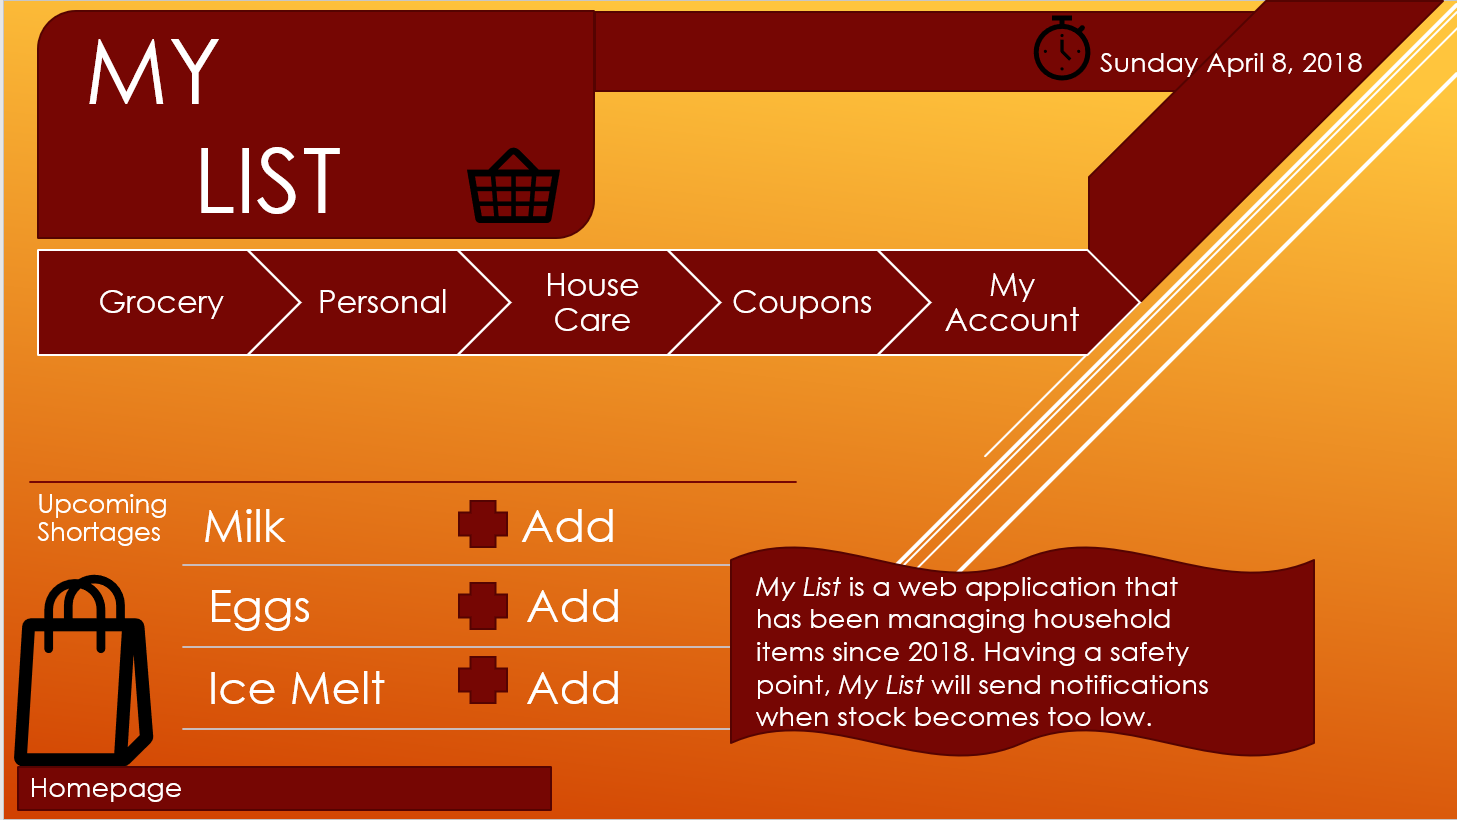 MY
LIST
Sunday April 8, 2018
Grocery
Personal
House
Care
Coupons
My
Account
Upcoming
Shortages
Milk
Add
Eggs
Add
Ice Melt
Add
My List is a web application that
has been managing household
items since 2018. Having a safety
point, My List will send notifications
when stock becomes too low.
Homepage